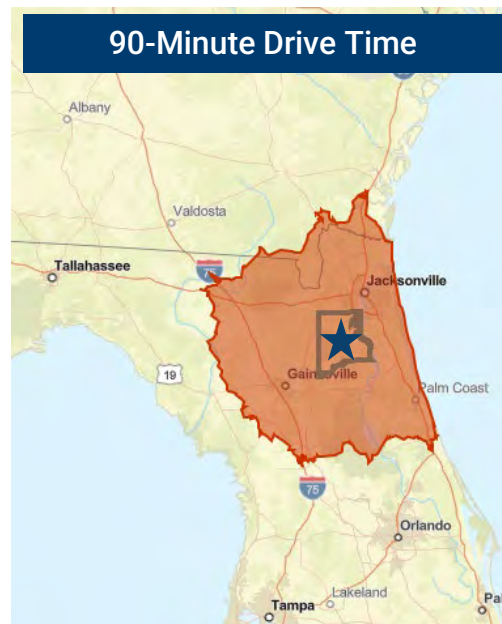 90-Minute Drive Time
Albany
Valdosta
Tallahassee
75
Jacksonville
19
Gainesville
Palm Coast
75
Orlando
Lakeland
Tampa